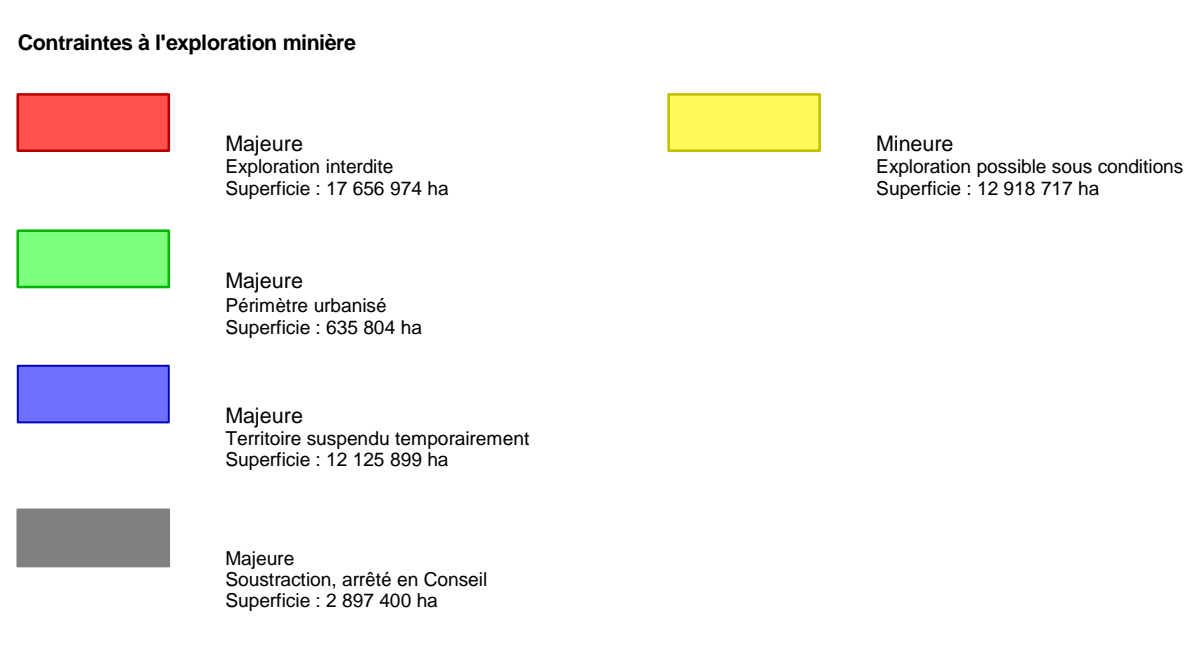 Contraintes à l'exploration minière
Majeure
Exploration interdite
Superficie : 17 656 974 ha
Mineure
Exploration possible sous conditions
Superficie : 12 918 717 ha
Majeure
Périmètre urbanisé
Superficie : 635 804 ha
Majeure
Territoire suspendu temporairement
Superficie : 12 125 899 ha
Majeure
Soustraction, arrêté en Conseil
Superficie : 2 897 400 ha